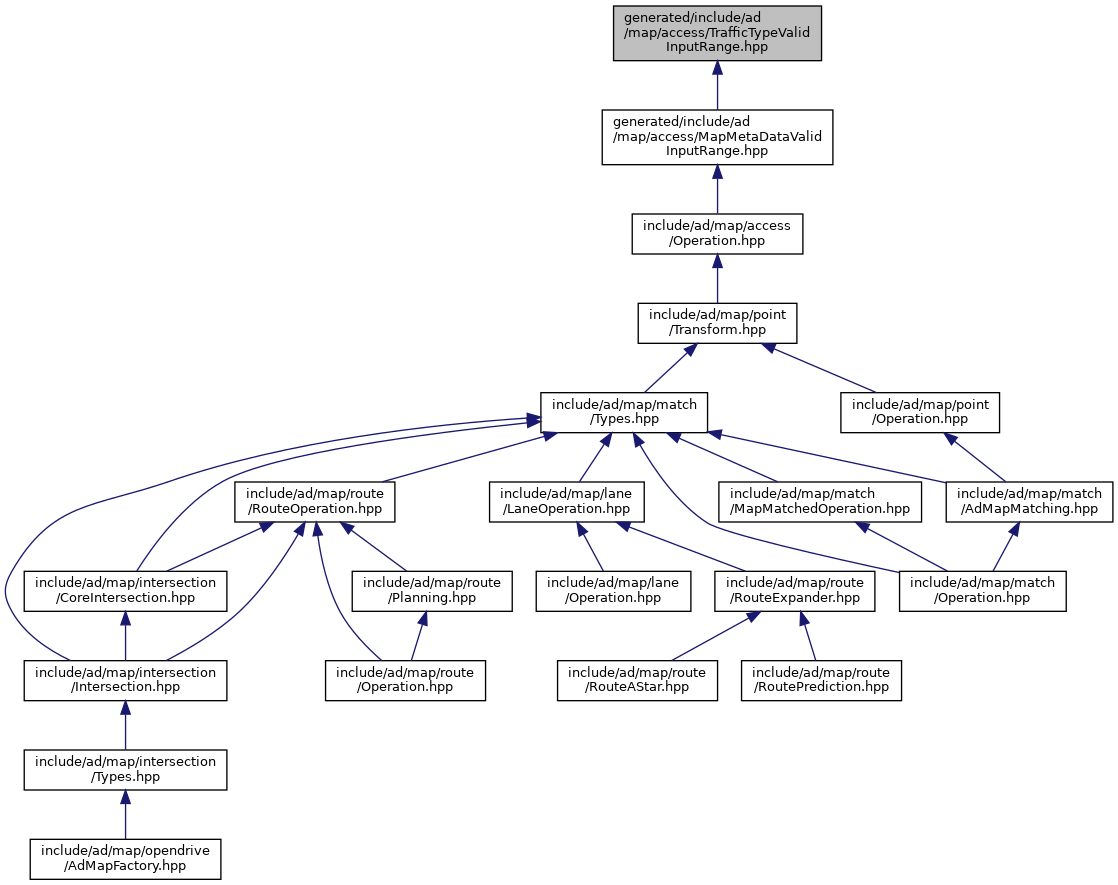 generated/include/ad
/map/access/TrafficTypeValid
InputRange.hpp
generated/include/ad
/map/access/MapMetaDataValid
InputRange.hpp
include/ad/map/access
/Operation.hpp
include/ad/map/point
/Transform.hpp
include/ad/map/match
/Types.hpp
include/ad/map/point
/Operation.hpp
include/ad/map/route
/RouteOperation.hpp
include/ad/map/lane
/LaneOperation.hpp
include/ad/map/match
/MapMatchedOperation.hpp
include/ad/map/match
/AdMapMatching.hpp
include/ad/map/intersection
/CoreIntersection.hpp
include/ad/map/route
/Planning.hpp
include/ad/map/lane
/Operation.hpp
include/ad/map/route
/RouteExpander.hpp
include/ad/map/match
/Operation.hpp
include/ad/map/intersection
/Intersection.hpp
include/ad/map/route
/Operation.hpp
include/ad/map/route
/RouteAStar.hpp
include/ad/map/route
/RoutePrediction.hpp
include/ad/map/intersection
/Types.hpp
include/ad/map/opendrive
/AdMapFactory.hpp